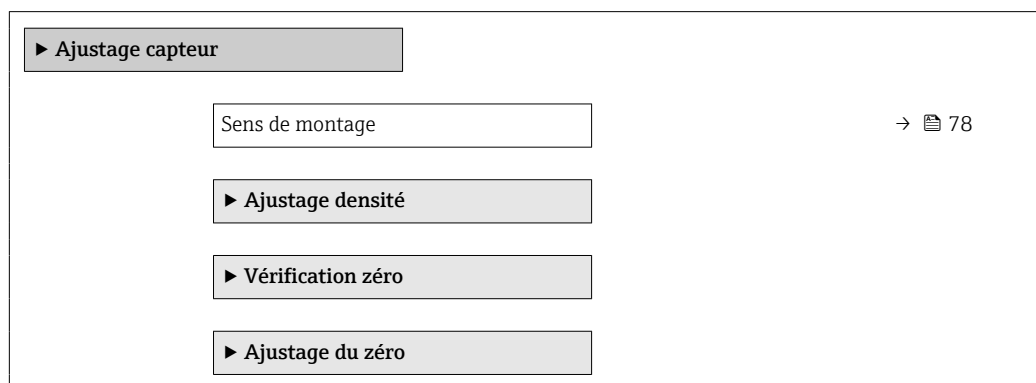 ▶ Ajustage capteur
Sens de montage → 78
▶ Ajustage densité
▶ Vérification zéro
▶ Ajustage du zéro